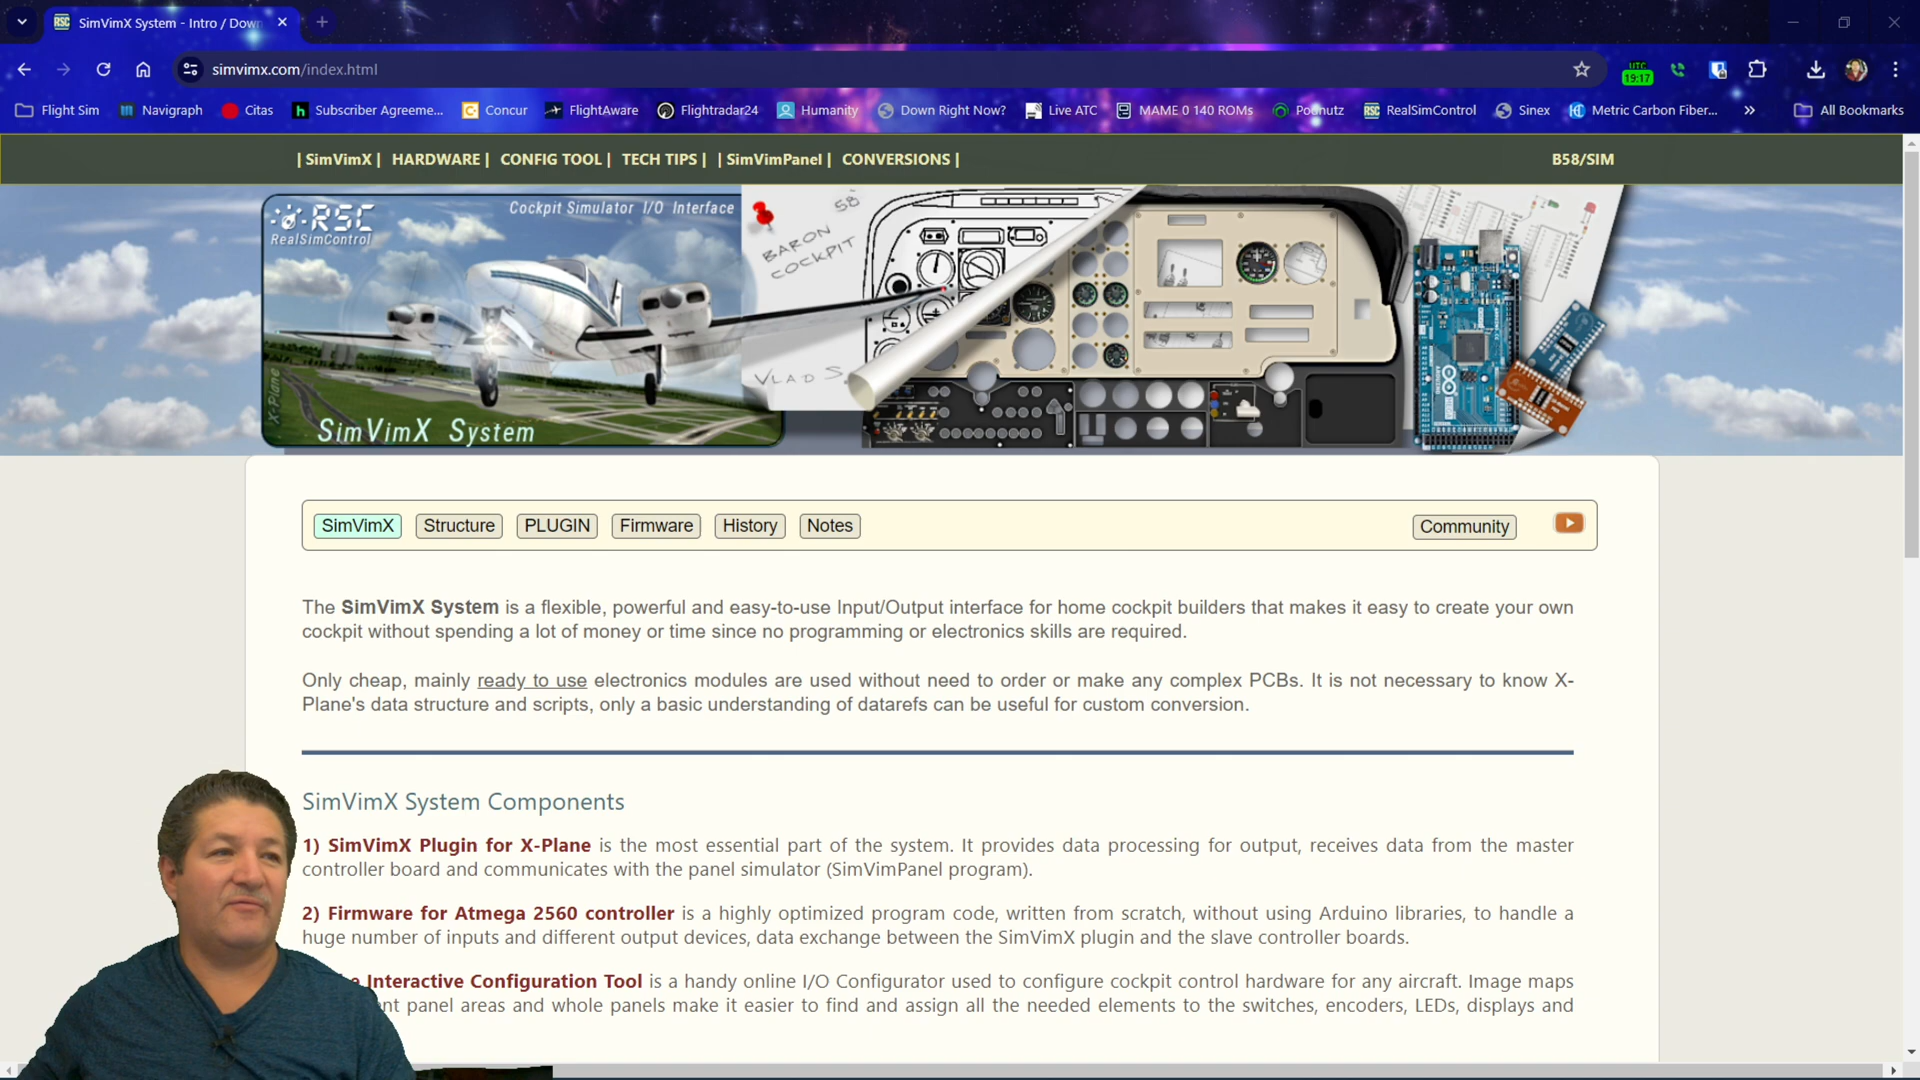 SimVimX System - Intro / Dow
simvimx.com/index.html
UTC
19:17
Flight Sim
Navigraph
Citas
Subscriber Agreeme...
Concur
FlightAware
Flightradar24
Humanity
Down Right Now?
Live ATC
MAME 0 140 ROMs
RealSimControl
Sinex
Metric Carbon Fiber...
All Bookmarks
| SimVimX | HARDWARE | CONFIG TOOL | TECH TIPS | | SimVimPanel | CONVERSIONS |
B58/SIM
RSC
RealSimControl
Cockpit Simulator I/O Interface
X-Plane
SimVimX System
58
BARON
COCKPIT
VLAD S.
SimVimX
Structure
PLUGIN
Firmware
History
Notes
Community
The SimVimX System is a flexible, powerful and easy-to-use Input/Output interface for home cockpit builders that makes it easy to create your own
cockpit without spending a lot of money or time since no programming or electronics skills are required.
Only cheap, mainly ready to use electronics modules are used without need to order or make any complex PCBs. It is not necessary to know X-
Plane's data structure and scripts, only a basic understanding of datarefs can be useful for custom conversion.
SimVimX System Components
1) SimVimX Plugin for X-Plane is the most essential part of the system. It provides data processing for output, receives data from the master
controller board and communicates with the panel simulator (SimVimPanel program).
2) Firmware for Atmega 2560 controller is a highly optimized program code, written from scratch, without using Arduino libraries, to handle a
huge number of inputs and different output devices, data exchange between the SimVimX plugin and the slave controller boards.
Interactive Configuration Tool is a handy online I/O Configurator used to configure cockpit control hardware for any aircraft. Image maps
panel areas and whole panels make it easier to find and assign all the needed elements to the switches, encoders, LEDs, displays and